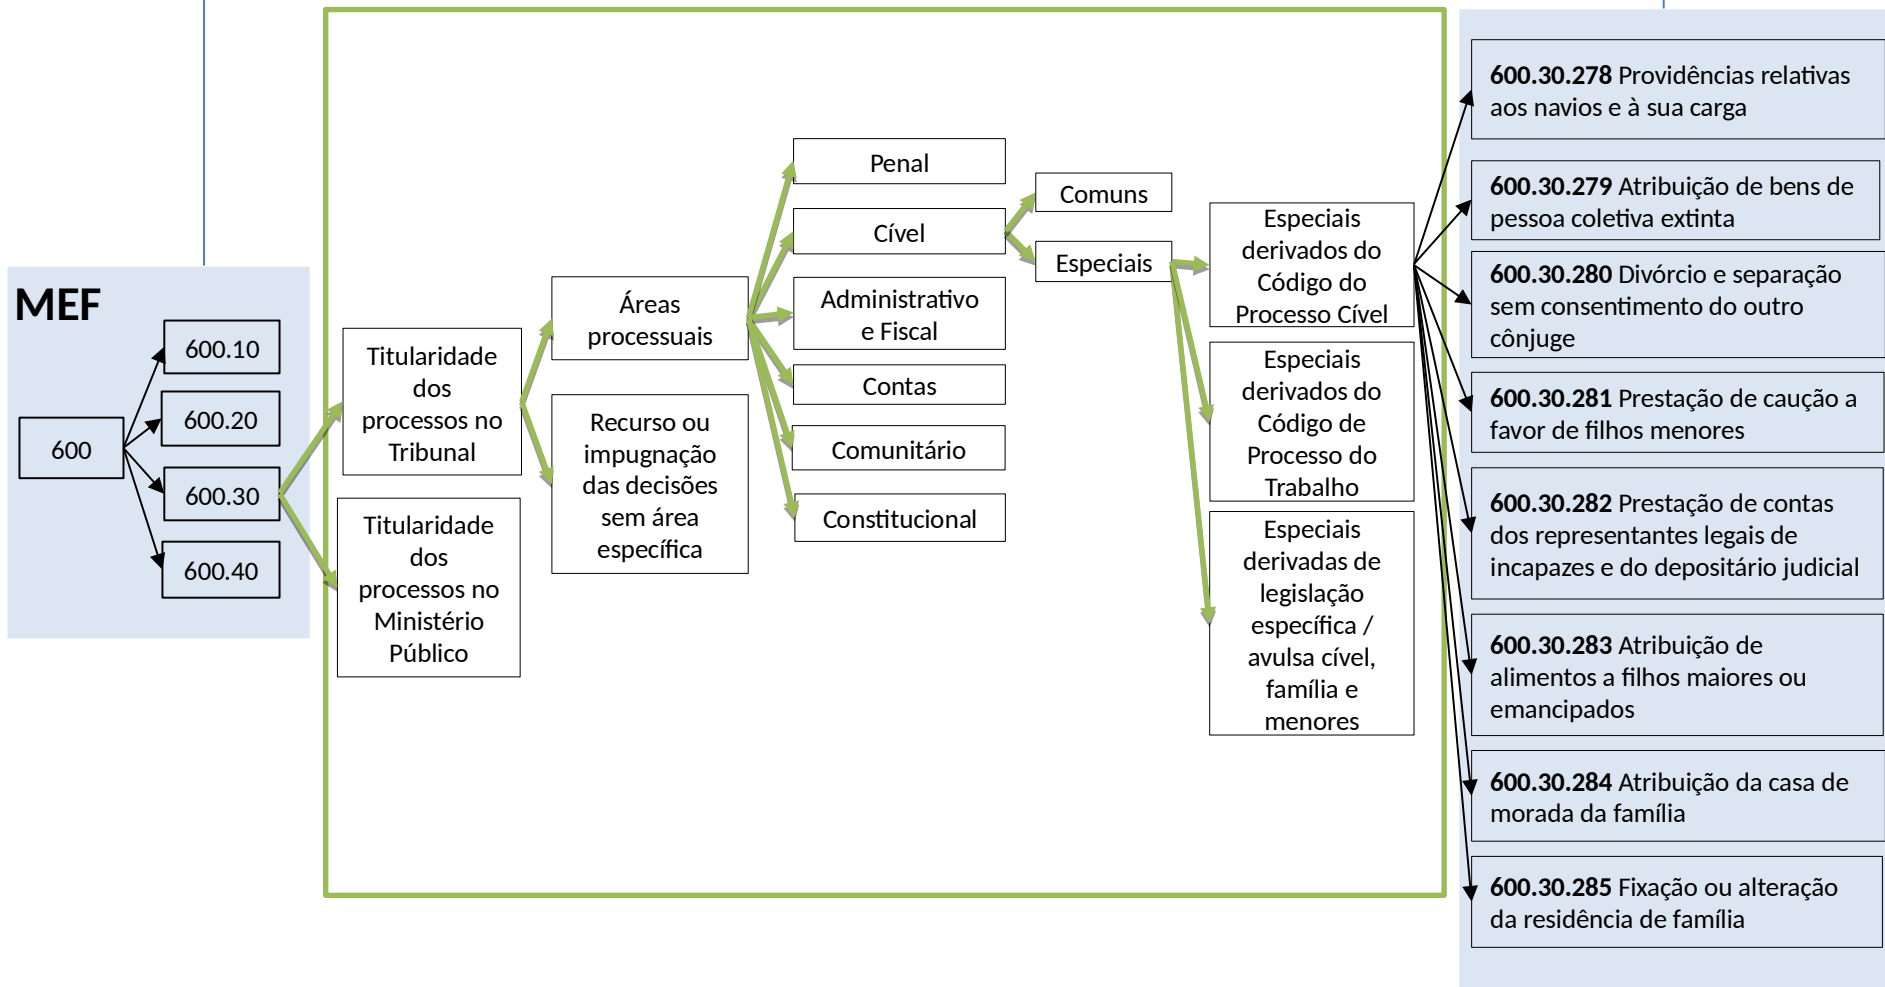 MEF
600
600.10
600.20
600.30
600.40
Titularidade
dos
processos no
Tribunal
Titularidade
dos
processos no
Ministério
Público
Áreas
processuais
Recurso ou
impugnação
das decisões
sem área
específica
Penal
Cível
Administrativo
e Fiscal
Contas
Comunitário
Constitucional
Comuns
Especiais
Especiais
derivados do
Código do
Processo Cível
Especiais
derivados do
Código de
Processo do
Trabalho
Especiais
derivadas de
legislação
específica /
avulsa cível,
família e
menores
600.30.278 Providências relativas
aos navios e à sua carga
600.30.279 Atribuição de bens de
pessoa coletiva extinta
600.30.280 Divórcio e separação
sem consentimento do outro
cônjuge
600.30.281 Prestação de caução a
favor de filhos menores
600.30.282 Prestação de contas
dos representantes legais de
incapazes e do depositário judicial
600.30.283 Atribuição de
alimentos a filhos maiores ou
emancipados
600.30.284 Atribuição da casa de
morada da família
600.30.285 Fixação ou alteração
da residência de família